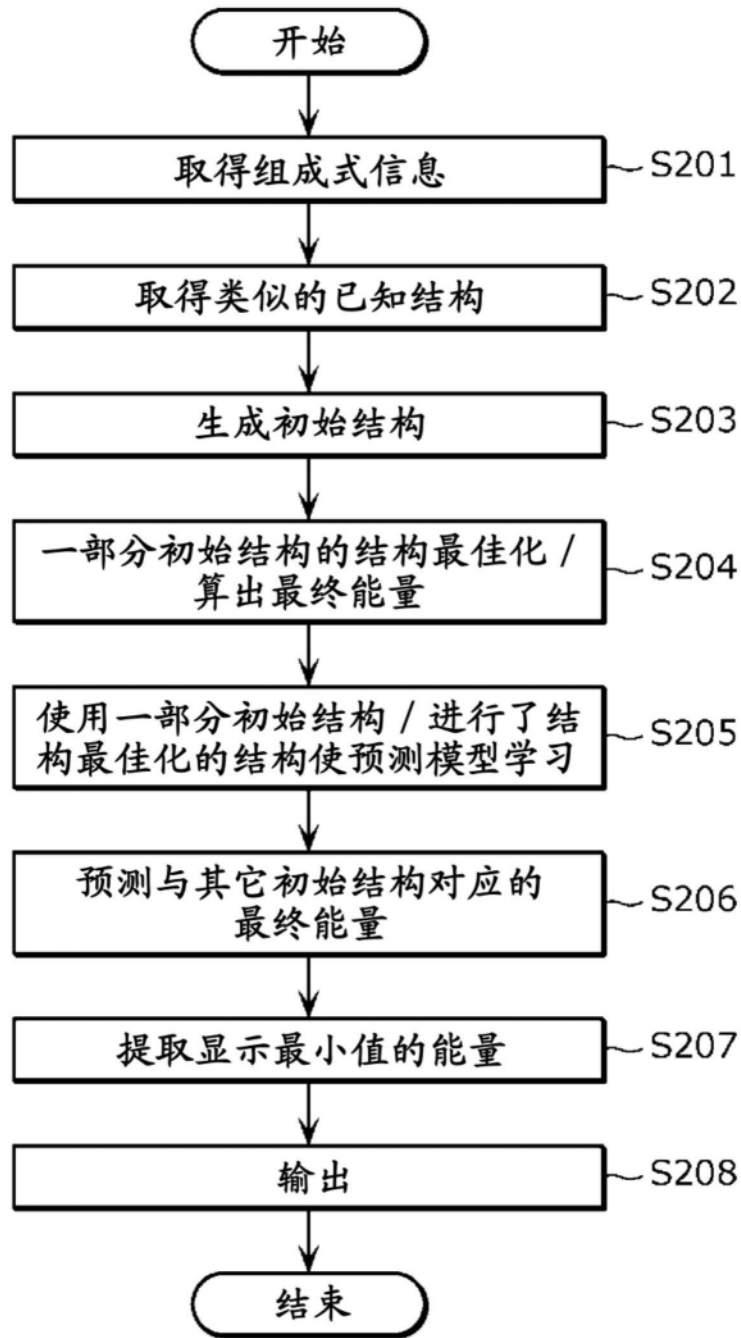 开始
取得组成式信息
S201
取得类似的已知结构
S202
生成初始结构
S203
一部分初始结构的结构最佳化 /
算出最终能量
S204
使用一部分初始结构 / 进行了结
构最佳化的结构使预测模型学习
S205
预测与其它初始结构对应的
最终能量
S206
提取显示最小值的能量
S207
输出
S208
结束